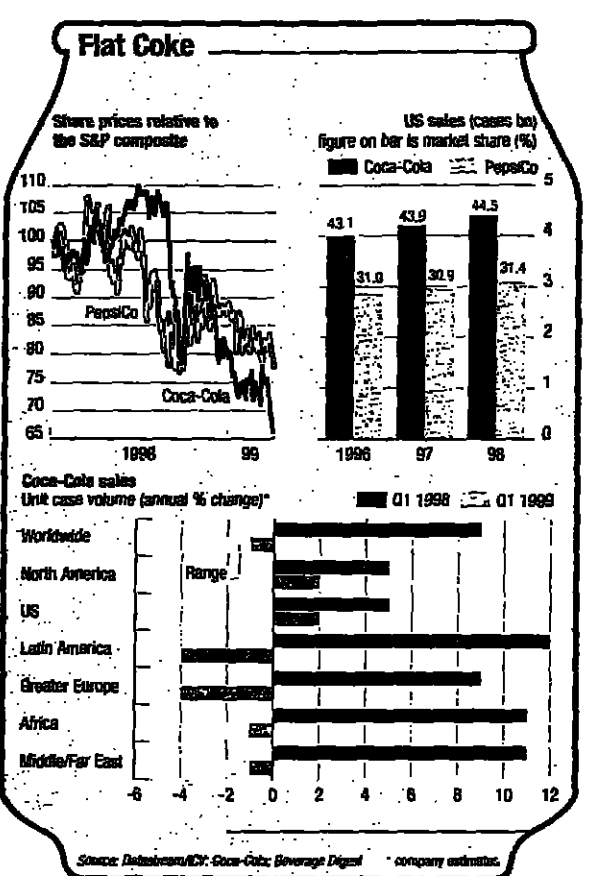 Flat Coke
Share prices relative to
the S&P composite
110
105
100
95
90
85
80
75
70
65
PepsiCo
Coca-Cola
1998
99
US sales (cases bn)
figure on bar is market share (%)
Coca-Cola
PepsiCo
5
4
3
2
1
0
43.1
31.0
43.9
30.9
44.5
31.4
1996
97
98
Coca-Cola sales
Unit case volume (annual % change)*
Q1 1998
Q1 1999
Worldwide
North America
US
Latin America
Greater Europe
Africa
Middle/Far East
Range
-6
-4
-2
0
2
4
6
8
10
12
Source: Datastream/ICV; Coca-Cola; Beverage Digest
* company estimates.